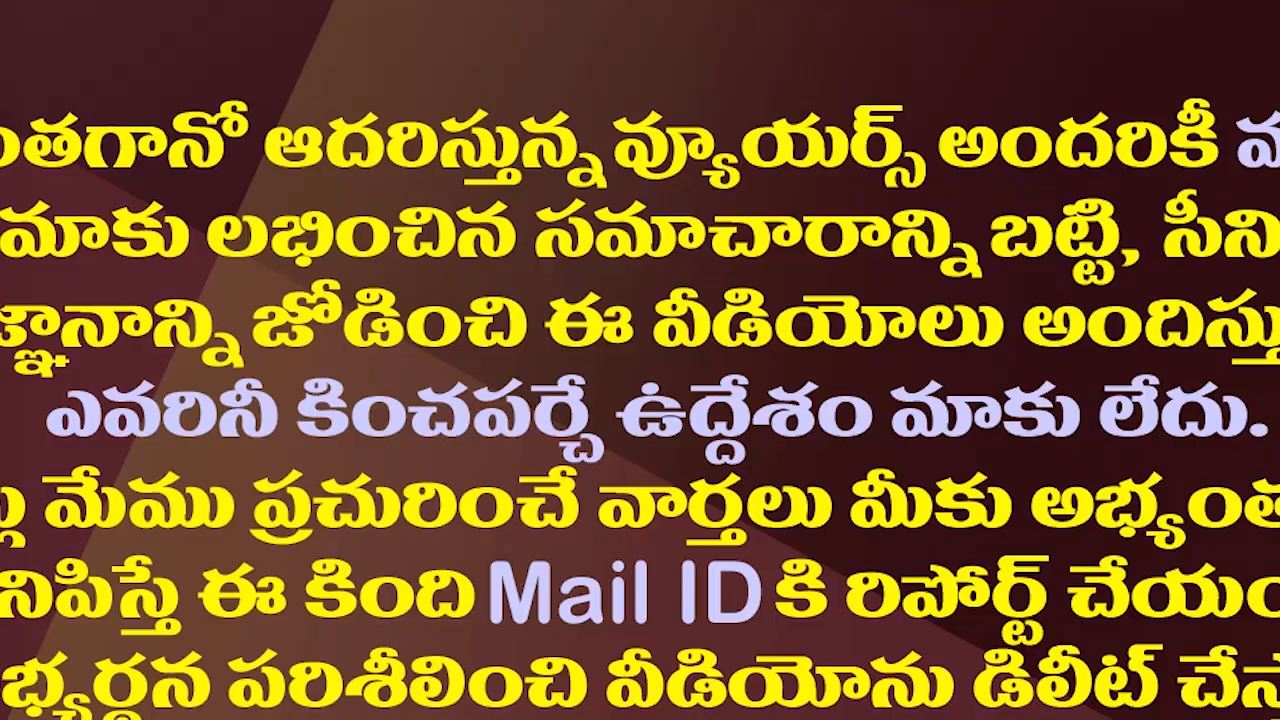 ంతగానో ఆదరిస్తున్న వ్యూయర్స్ అందరికీ
మాకు లభించిన సమాచారాన్ని బట్టి, సీని
జ్ఞానాన్ని జోడించి ఈ వీడియోలు అందిస్తు
ఎవరినీ కించపర్చే ఉద్దేశం మాకు లేదు.
మేము ప్రచురించే వార్తలు మీకు అభ్యంత
నిపిస్తే ఈ కింది Mail ID కి రిపోర్ట్ చేయం
భ్యర్థన పరిశీలించి వీడియోను డిలీట్ చేస